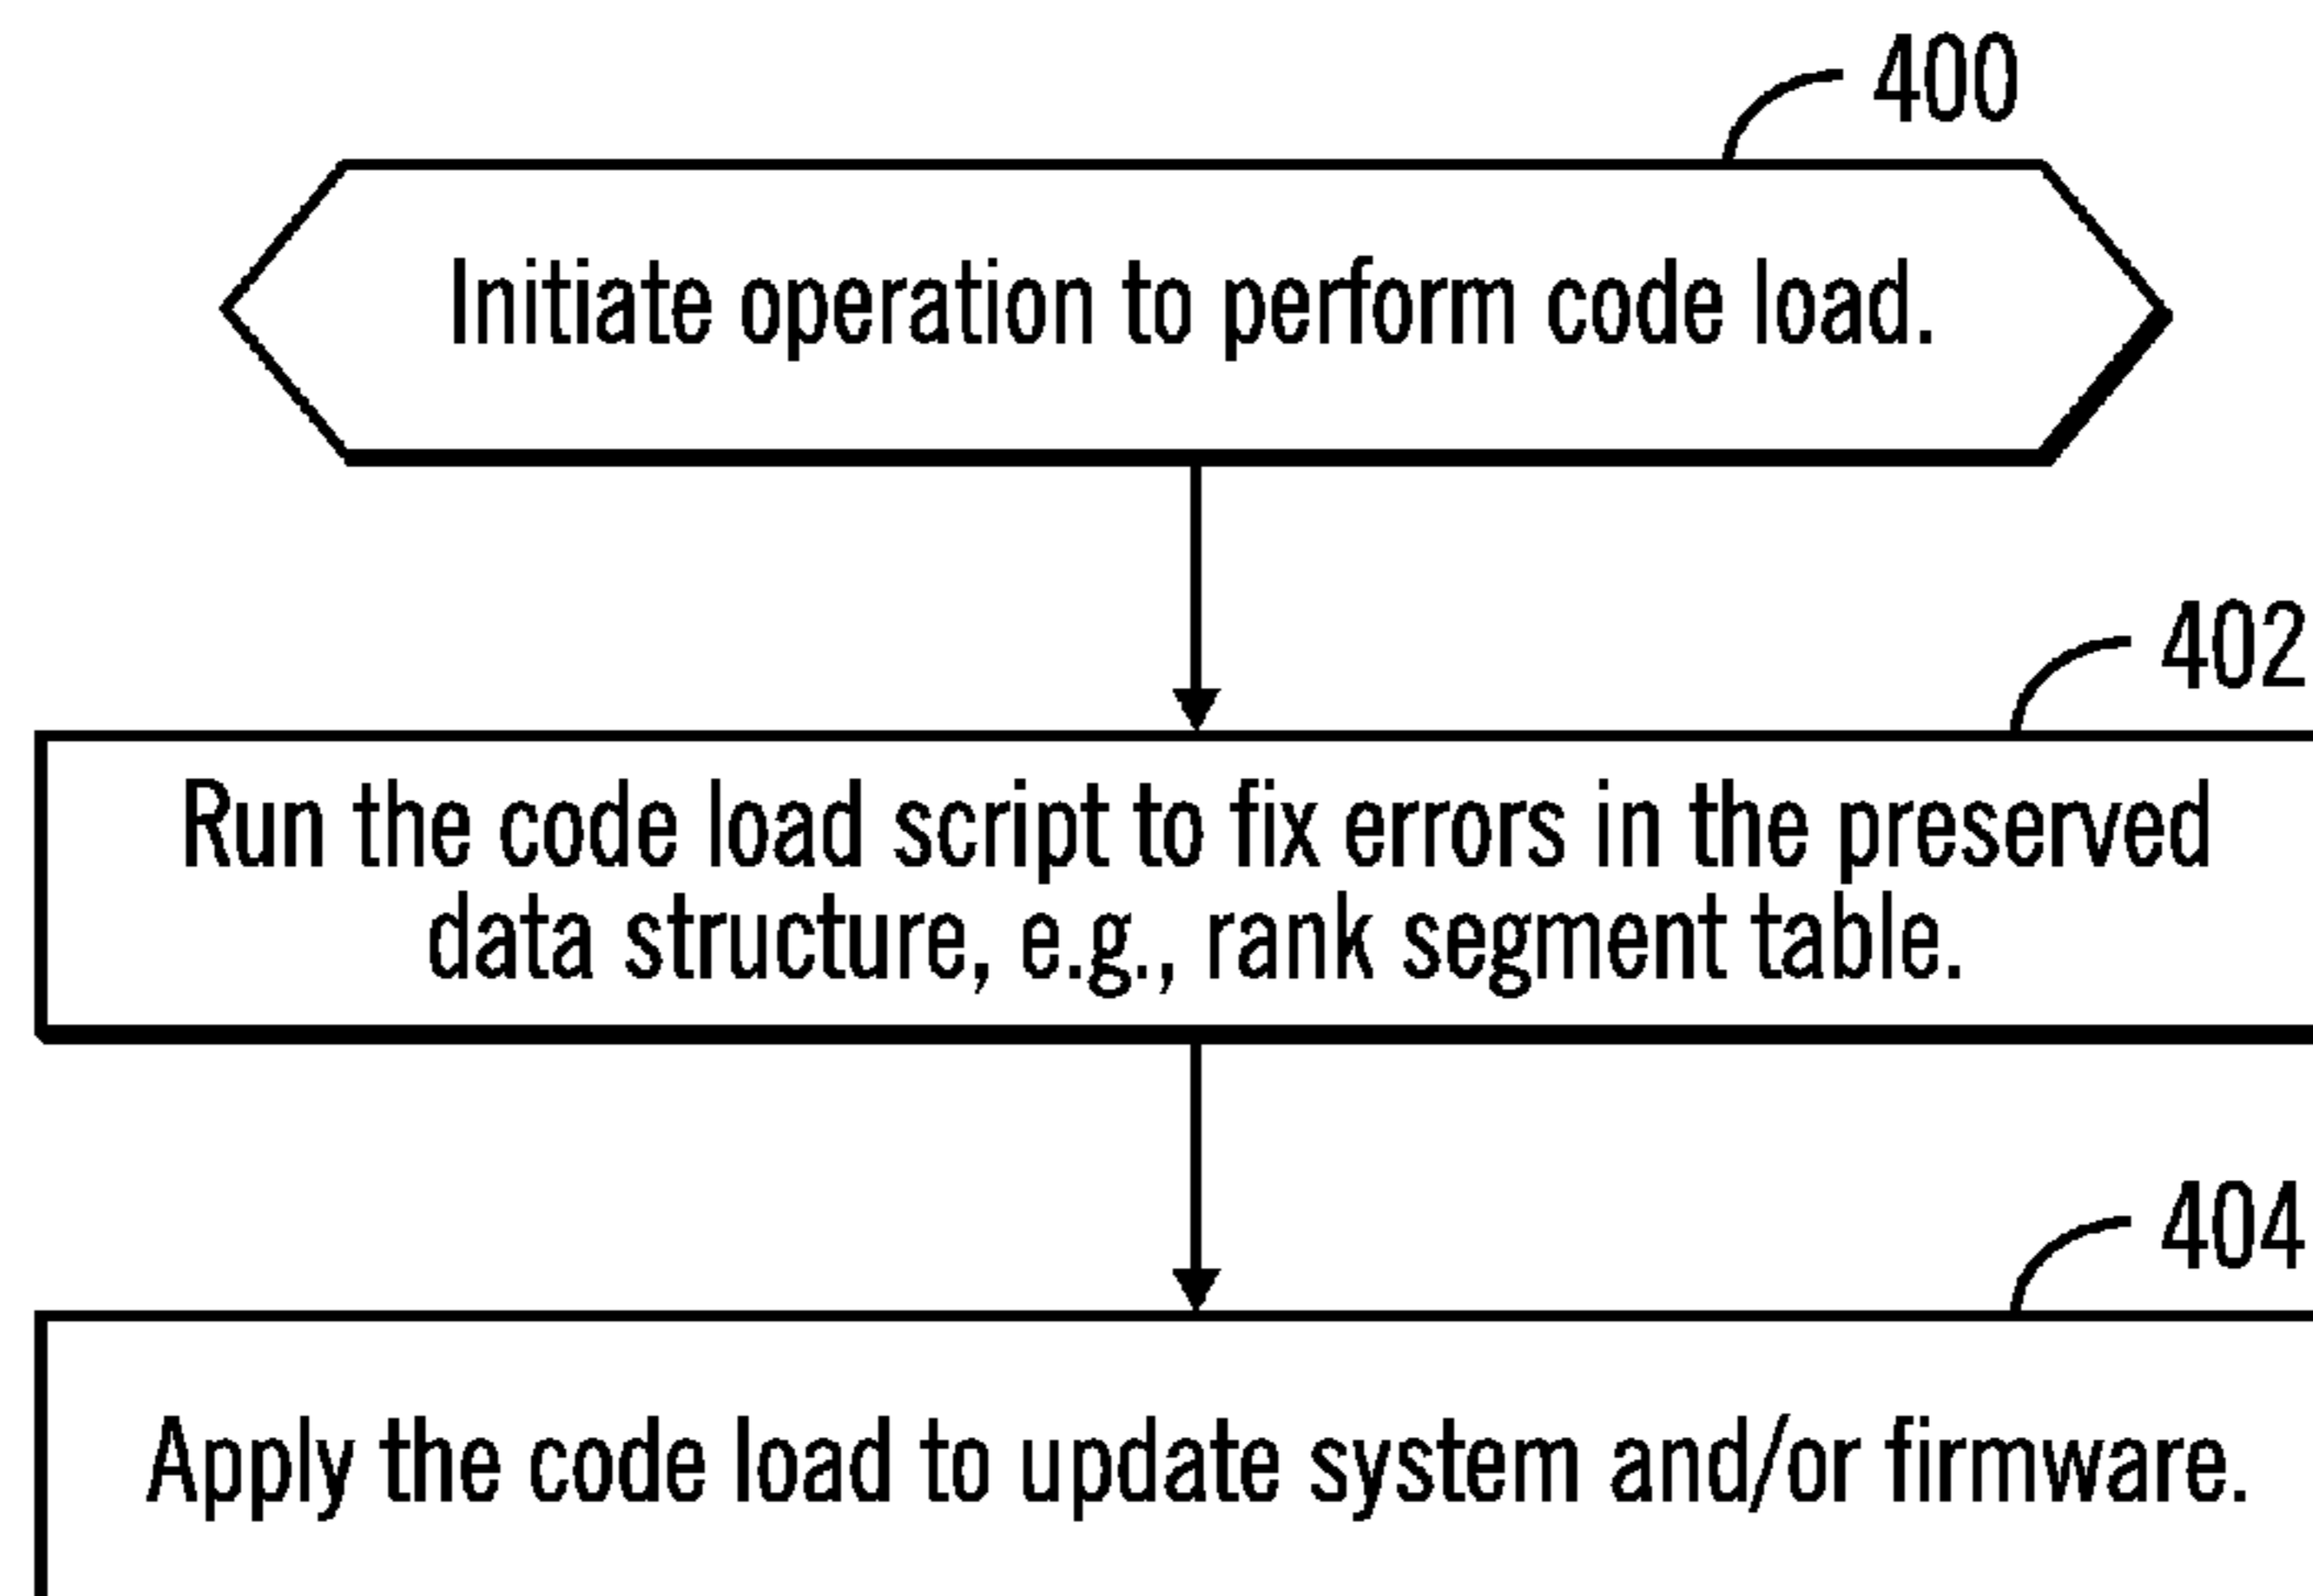 400
Initiate operation to perform code load.
402
Run the code load script to fix errors in the preserved
data structure, e.g., rank segment table.
404
Apply the code load to update system and/or firmware.